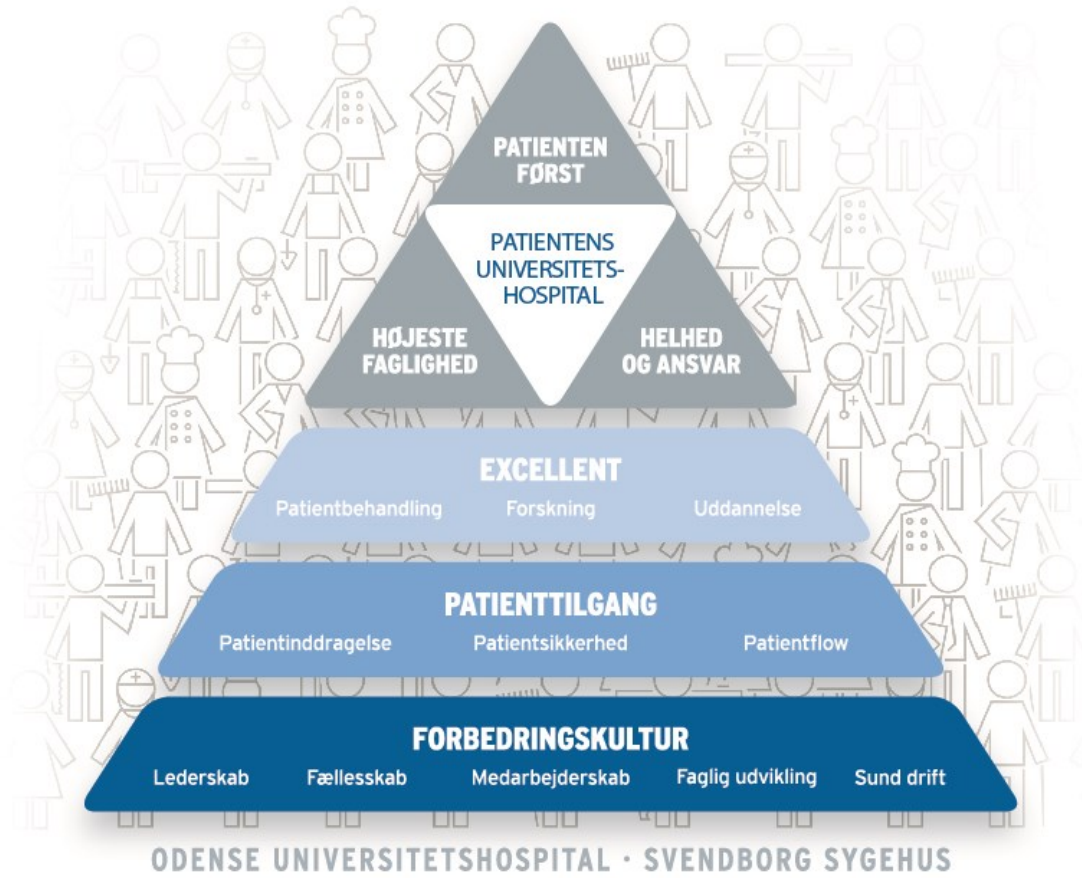 PATIENTEN
FØRST
PATIENTENS
UNIVERSITETS-
HOSPITAL
HØJESTE
FAGLIGHED
HELHED
OG ANSVAR
EXCELLENT
Patientbehandling Forskning Uddannelse
PATIENTTILGANG
Patientinddragelse Patientsikkerhed Patientflow
FORBEDRINGSKULTUR
Lederskab Fællesskab Medarbejderskab Faglig udvikling Sund drift
ODENSE UNIVERSITETSHOSPITAL · SVENDBORG SYGEHUS